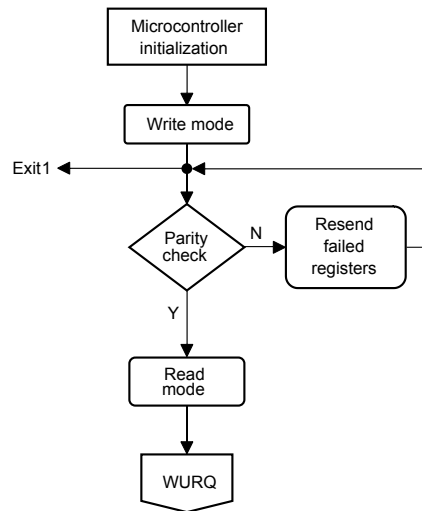 Microcontroller
initialization
Write mode
Exit1
Parity
check
N
Resend
failed
registers
Y
Read
mode
WURQ